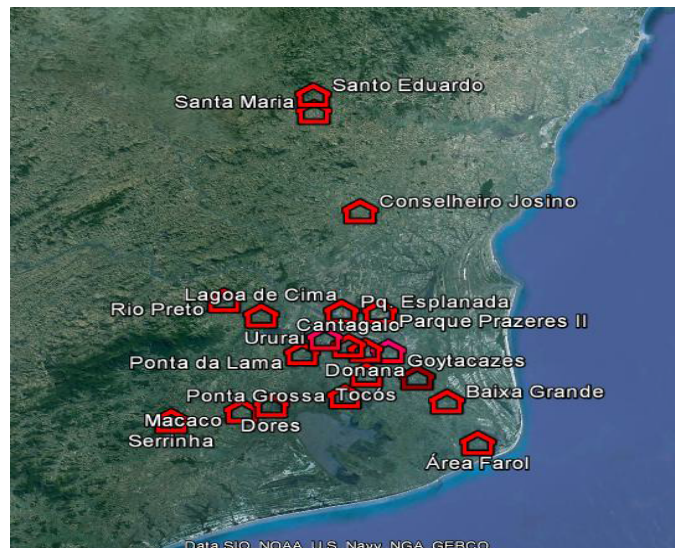 Santo Eduardo
Santa Maria
Conselheiro Josino
Lagoa de Cima
Rio Preto
Pq. Esplanada
Cantagalo
Parque Prazeres II
Ururai
Ponta da Lama
Goytacazes
Donana
Ponta Grossa
Tocós
Baixa Grande
Macaco
Dores
Serrinha
Área Farol
Data SIO, NOAA, U.S. Navy, NGA, GEBCO